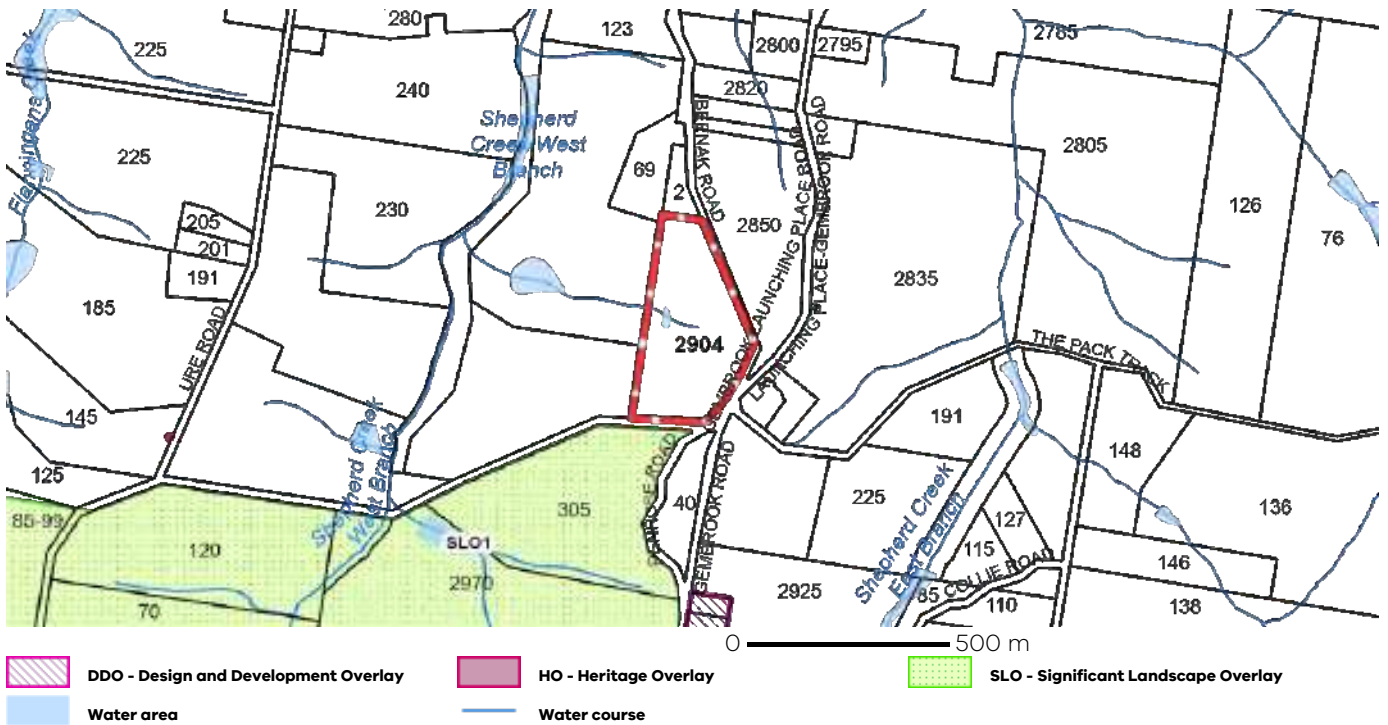 280
123
2800
2795
2785
225
Flannigans Creek
240
2820
Shepherd
Creek West
Branch
BEENAK ROAD
LAUNCHING PLACE ROAD
LAUNCHING PLACE-GEMBROOK ROAD
225
69
2
2805
126
76
230
205
201
191
2850
2835
185
URE ROAD
2904
THE PACK TRACK
145
191
148
125
Shepherd Creek
West Branch
305
40
GEMBROOK ROAD
225
Shepherd Creek
East Branch
136
85-99
120
SLO1
127
115
COLLIE ROAD
146
70
2970
2925
85
110
138
0
500 m
DDO - Design and Development Overlay
HO - Heritage Overlay
SLO - Significant Landscape Overlay
Water area
Water course